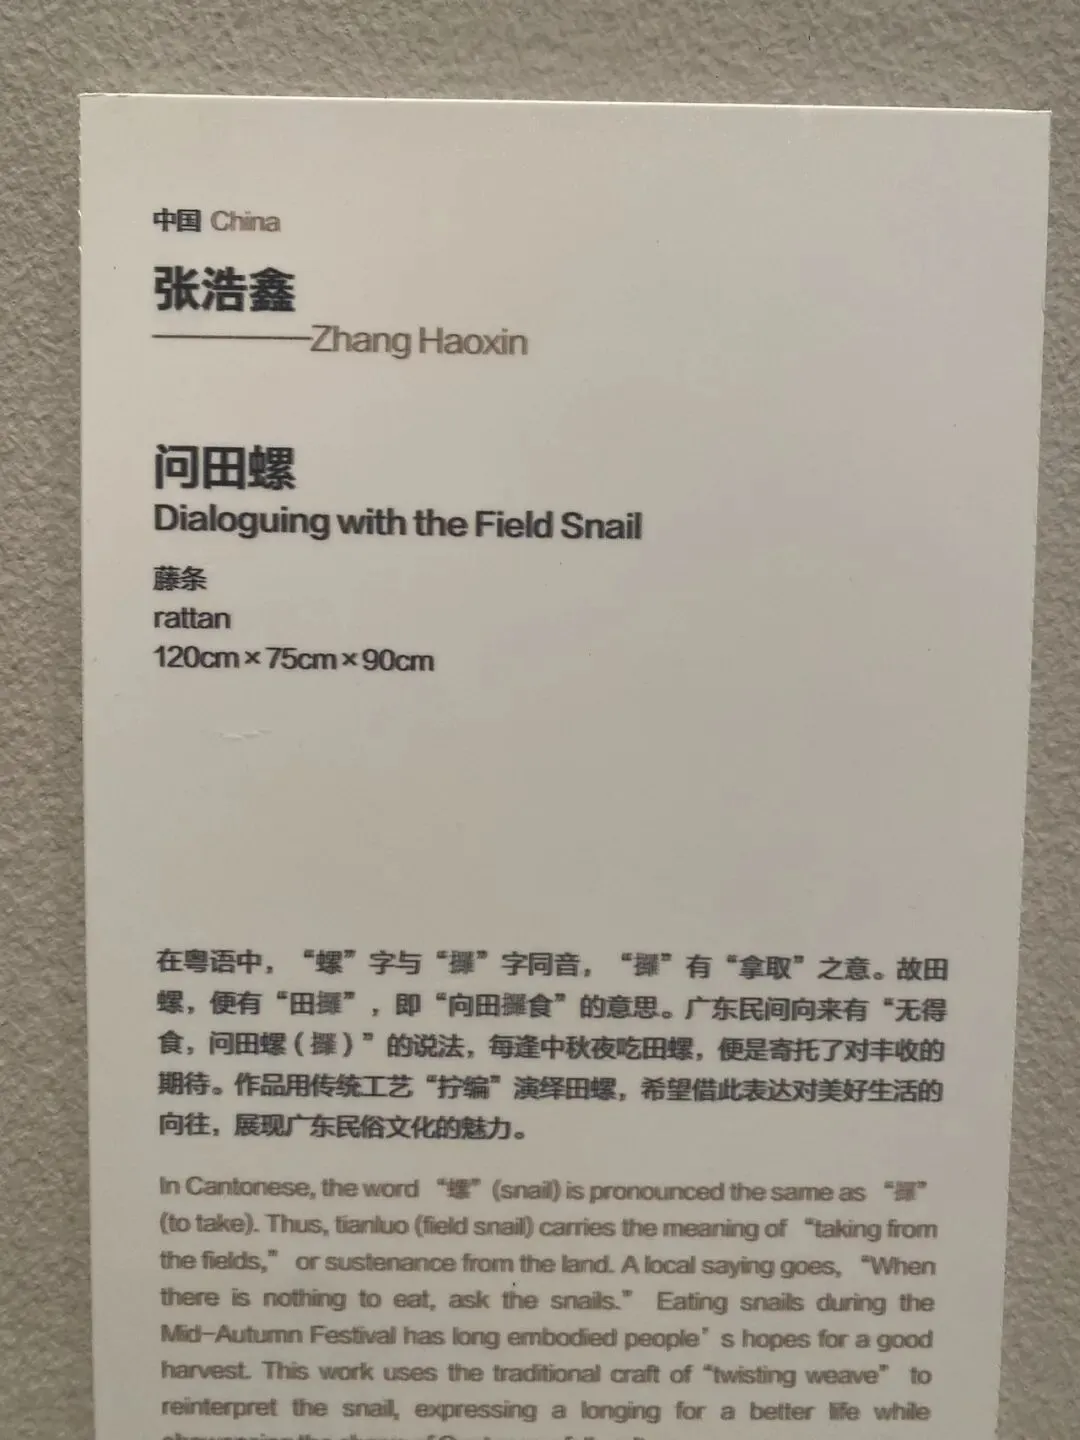 中国 China
张浩鑫
Zhang Haoxin
问田螺
Dialoguing with the Field Snail
藤条
rattan
120cm×75cm×90cm
在粤语中，“螺”字与“攞”字同音，“攞”有“拿取”之意。故田
螺，便有“田攞”，即“向田攞食”的意思。广东民间向来有“无得
食，问田螺（攞）”的说法，每逢中秋夜吃田螺，便是寄托了对丰收的
期待。作品用传统工艺“拧编”演绎田螺，希望借此表达对美好生活的
向往，展现广东民俗文化的魅力。
In Cantonese, the word “螺” (snail) is pronounced the same as “攞”
(to take). Thus, tianluo (field snail) carries the meaning of “taking from
the fields,” or sustenance from the land. A local saying goes, “When
there is nothing to eat, ask the snails.” Eating snails during the
Mid-Autumn Festival has long embodied people's hopes for a good
harvest. This work uses the traditional craft of “twisting weave” to
reinterpret the snail, expressing a longing for a better life while